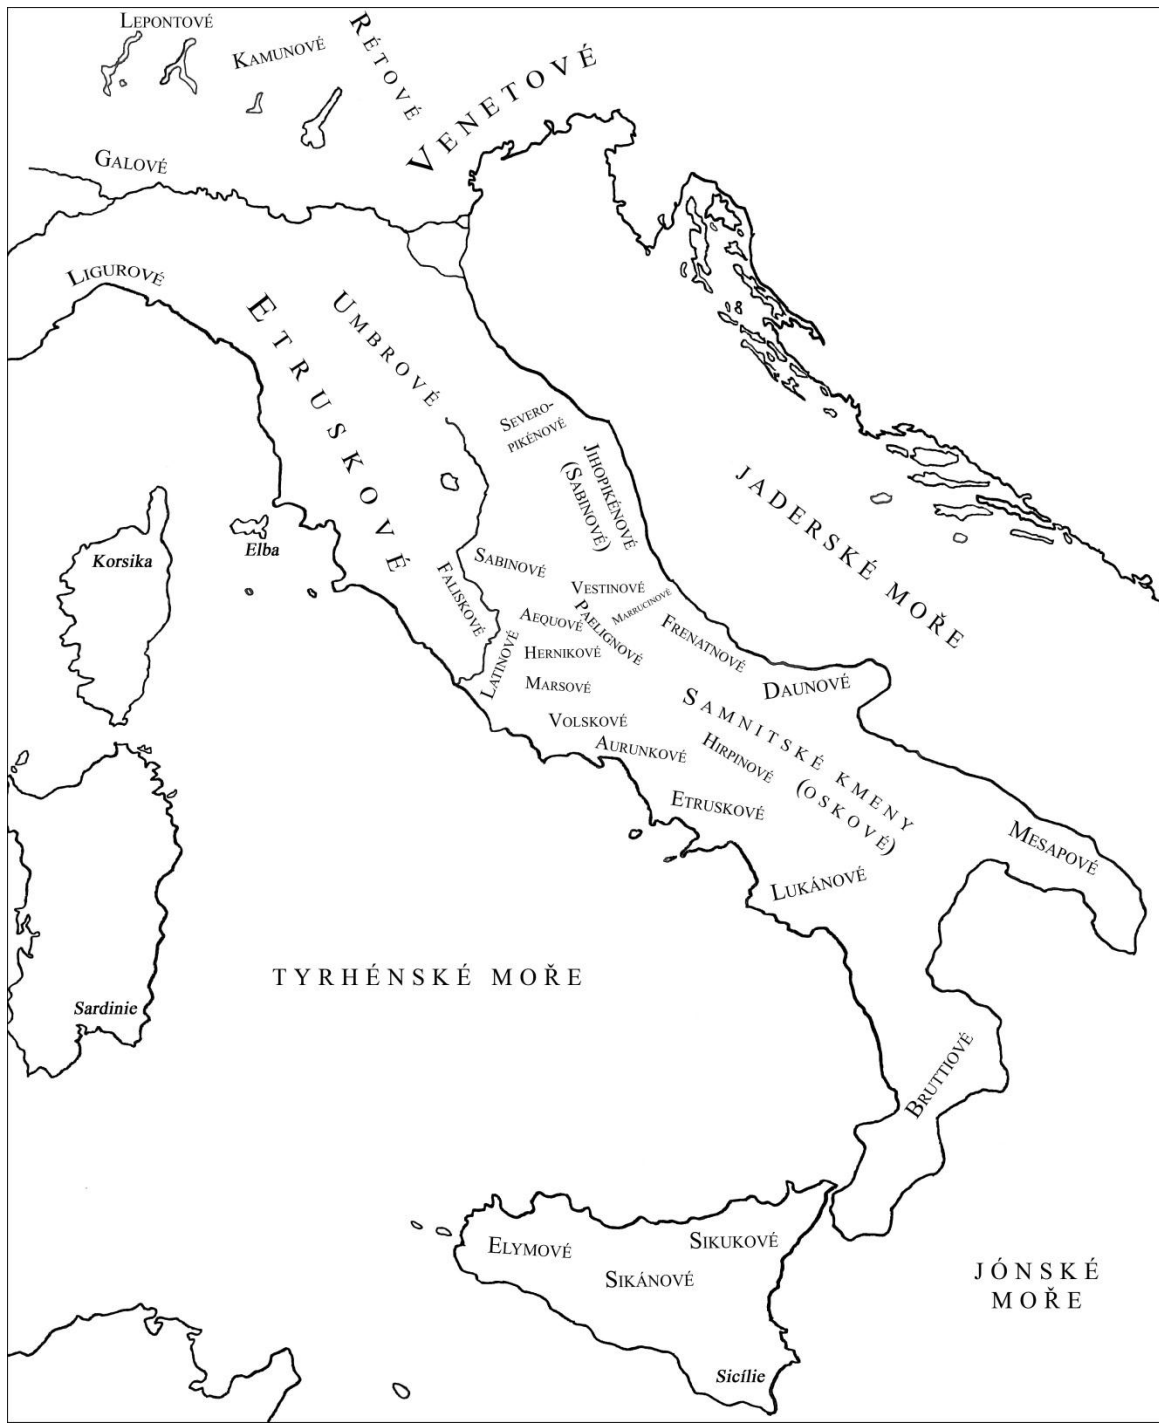 LEPONTOVÉ
KAMUNOVÉ
RÉTOVÉ
VENETOVÉ
GALOVÉ
LIGUROVÉ
ETRUSKOVÉ
UMBROVÉ
SEVERO-
PIKÉNOVÉ
JIHOPIKÉNOVÉ
(SABINOVÉ)
JADERSKÉ MOŘE
Korsika
Elba
FALISKOVÉ
SABINOVÉ
VESTINOVÉ
MARRUCINOVÉ
AEQUOVÉ
PAELIGNOVÉ
FRENATNOVÉ
LATINOVÉ
HERNIKOVÉ
MARSOVÉ
DAUNOVÉ
VOLSKOVÉ
AURUNKOVÉ
SAMNITSKÉ KMENY
(OSKOVÉ)
HIRPINOVÉ
ETRUSKOVÉ
MESAPOVÉ
LUKÁNOVÉ
TYRHÉNSKÉ MOŘE
Sardinie
BRUTTIOVÉ
ELYMOVÉ
SIKUKOVÉ
SIKÁNOVÉ
JÓNSKÉ
MOŘE
Sicílie